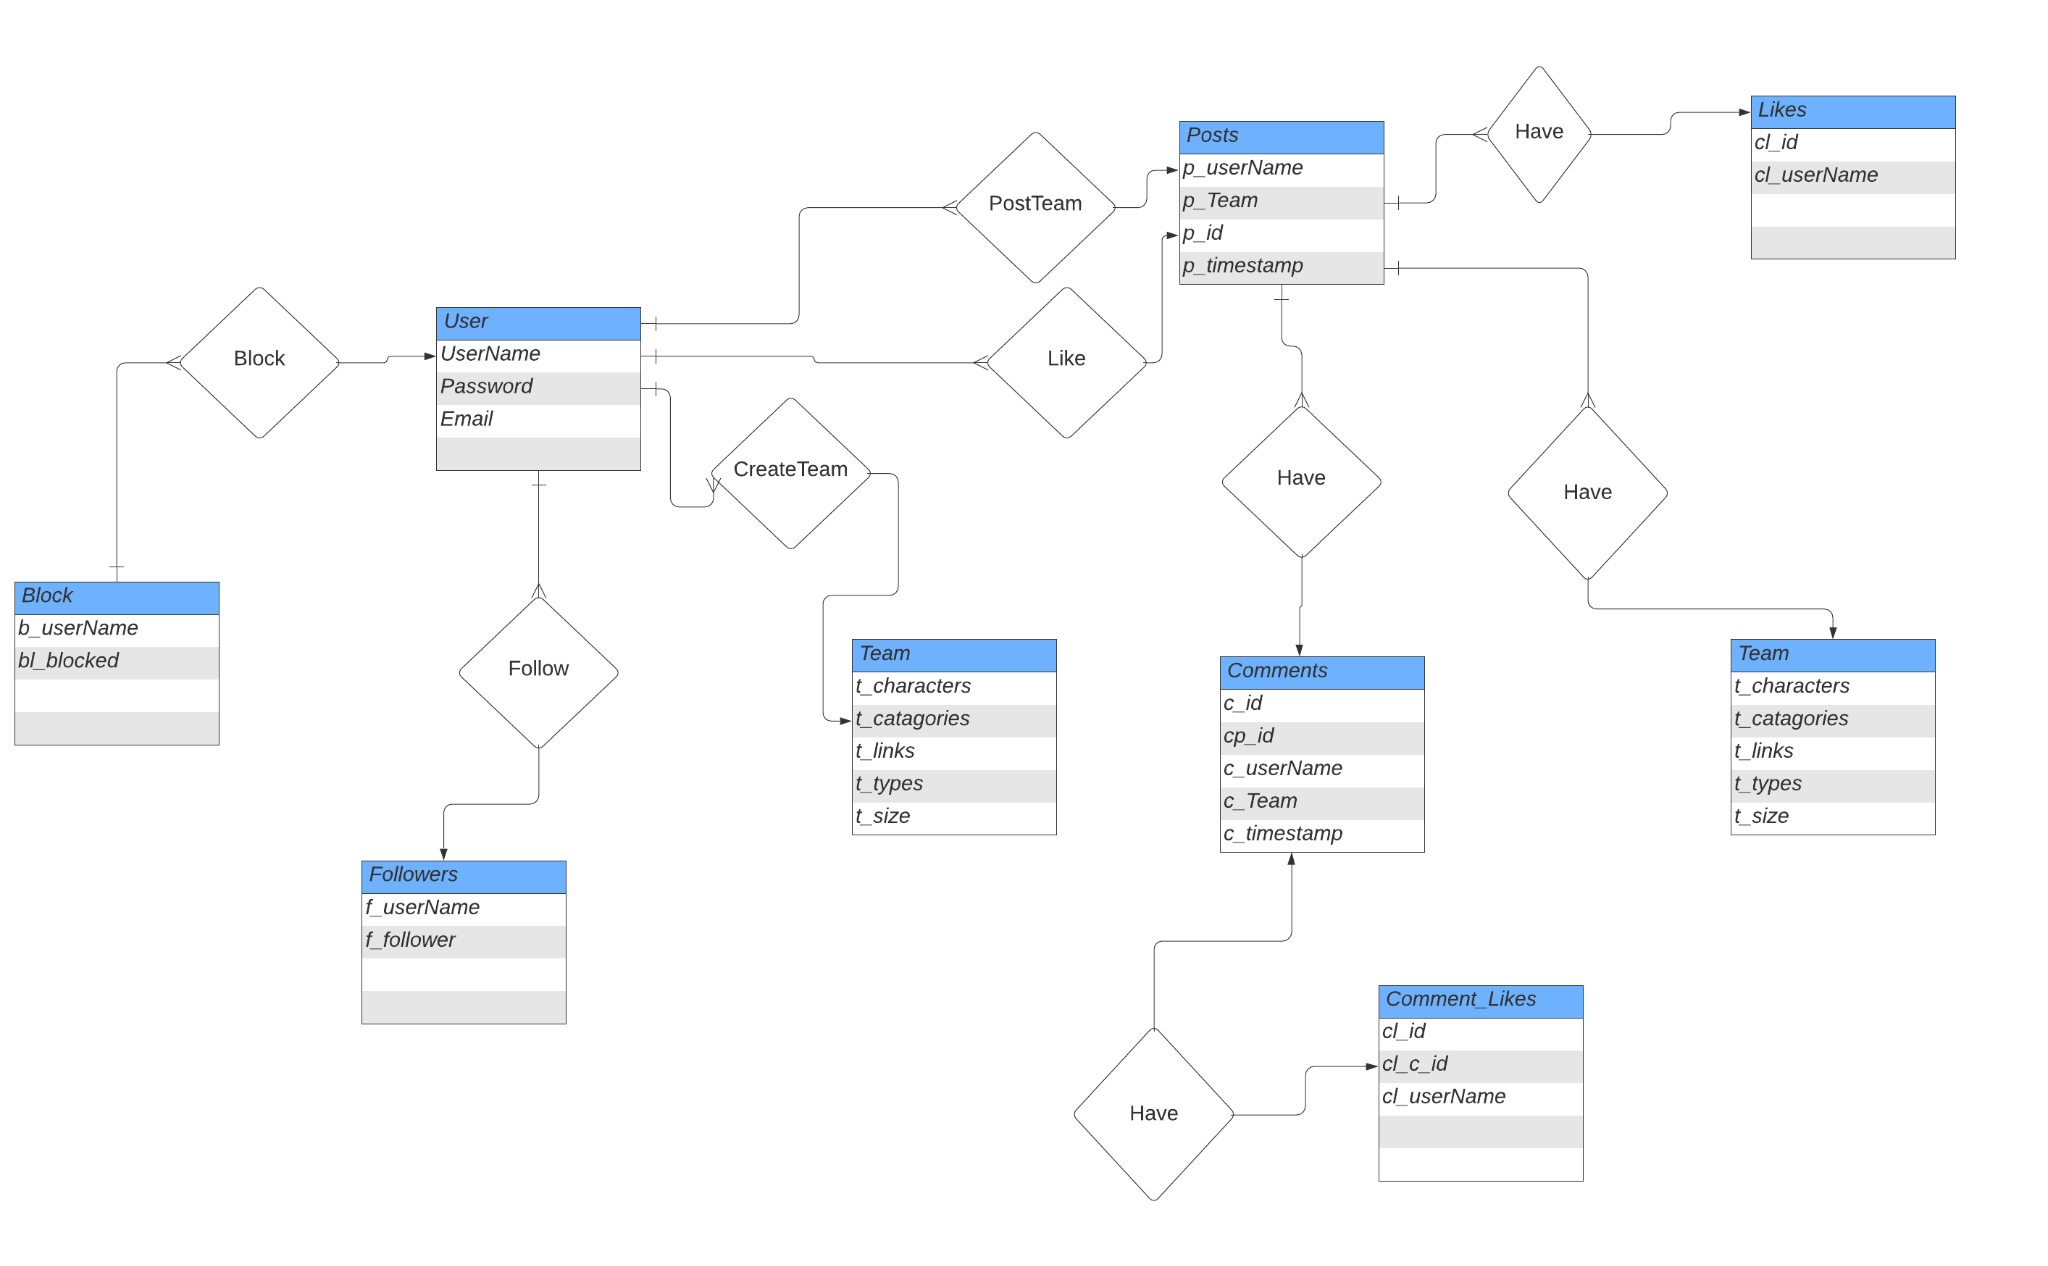 Have
Likes
cl_id
cl_userName
Posts
p_userName
p_Team
p_id
p_timestamp
PostTeam
User
UserName
Password
Email
Block
Like
CreateTeam
Have
Have
Block
b_userName
bl_blocked
Follow
Team
t_characters
t_catagories
t_links
t_types
t_size
Comments
c_id
cp_id
c_userName
c_Team
c_timestamp
Team
t_characters
t_catagories
t_links
t_types
t_size
Followers
f_userName
f_follower
Have
Comment_Likes
cl_id
cl_c_id
cl_userName